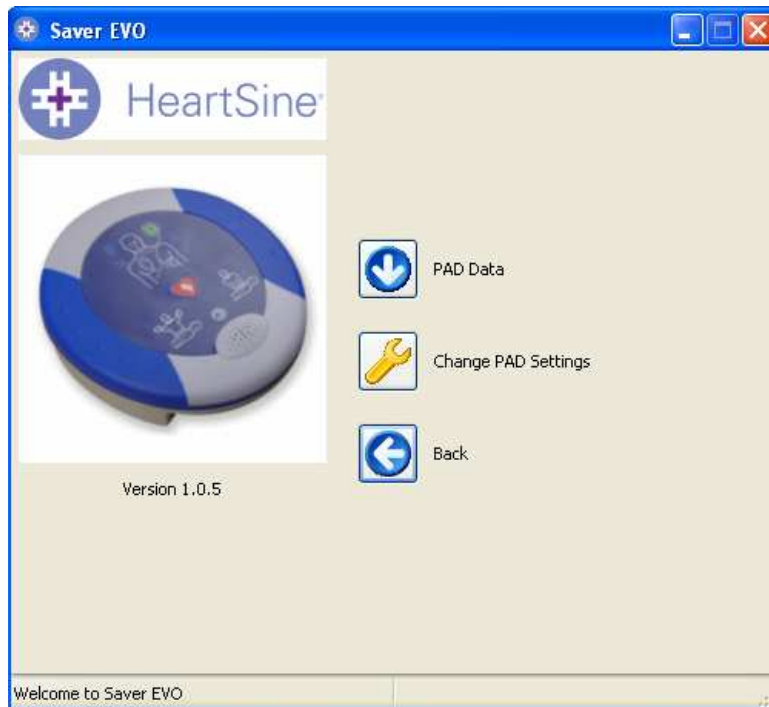 Saver EVO
HeartSine®
PAD Data
Change PAD Settings
Back
Version 1.0.5
Welcome to Saver EVO